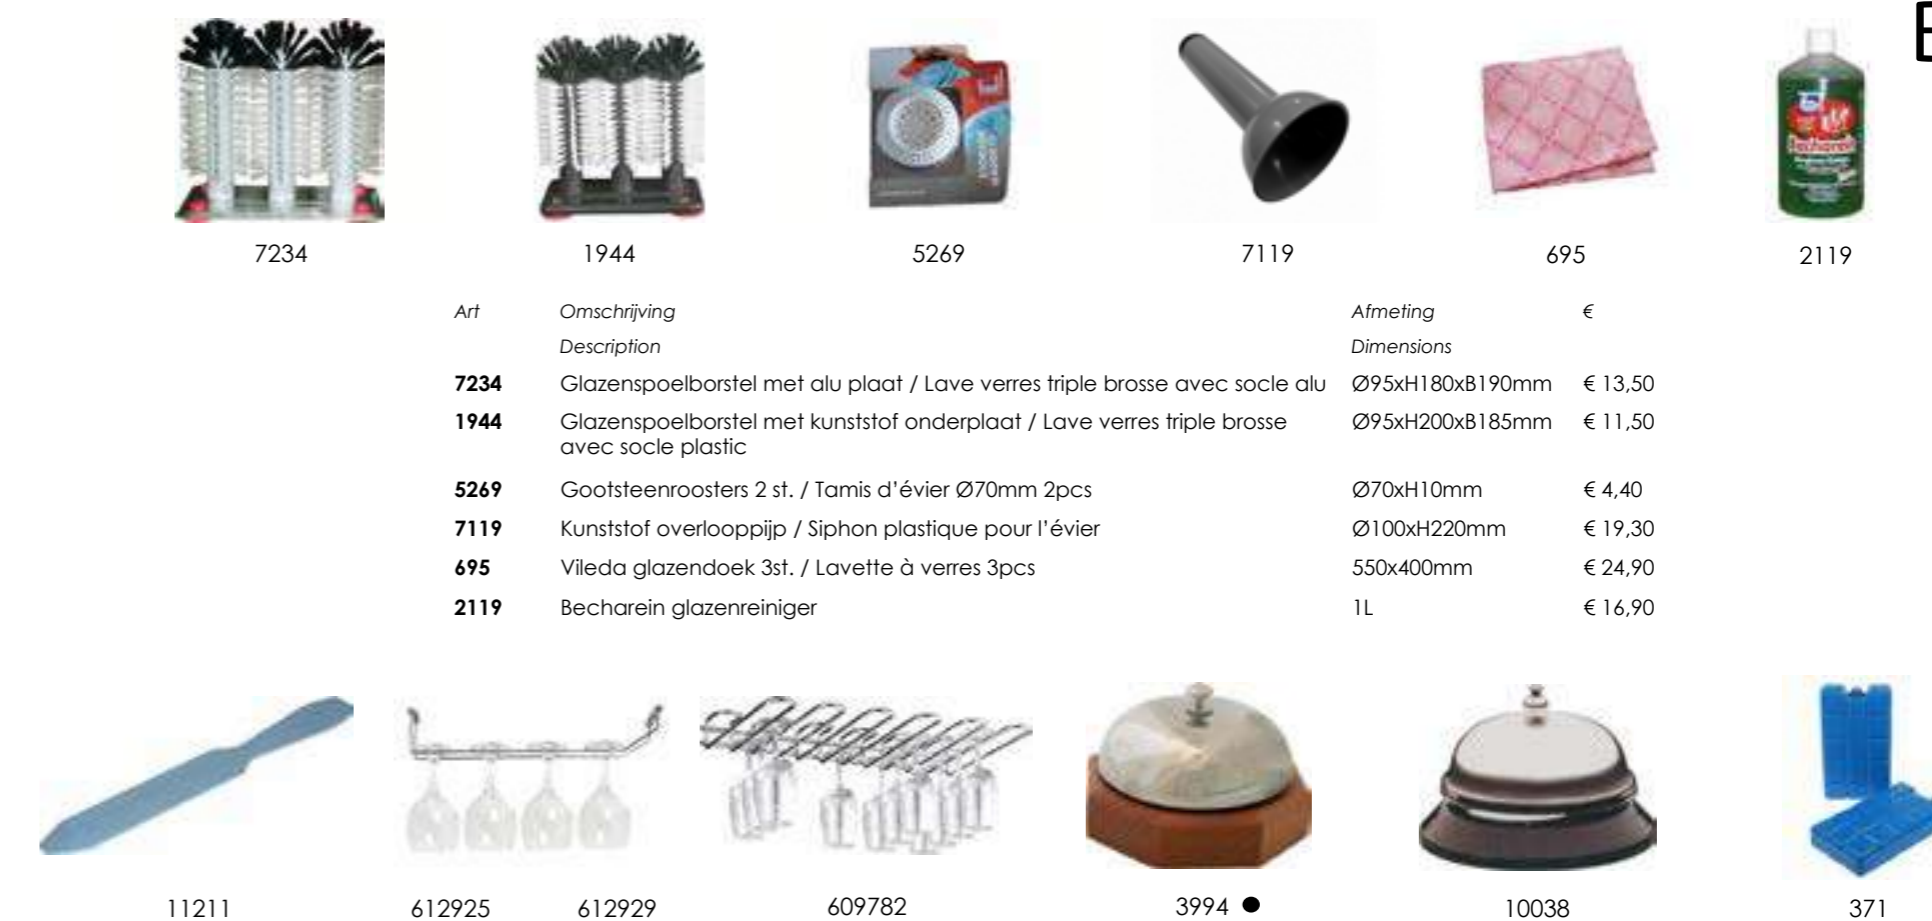 E
Becharein
7234
1944
5269
7119
695
2119
Art Omschrijving Afmeting €
Description Dimensions
7234 Glazenspoelborstel met alu plaat / Lave verres triple brosse avec socle alu Ø95xH180xB190mm € 13,50
1944 Glazenspoelborstel met kunststof onderplaat / Lave verres triple brosse Ø95xH200xB185mm € 11,50
avec socle plastic
5269 Gootsteenroosters 2 st. / Tamis d’évier Ø70mm 2pcs Ø70xH10mm € 4,40
7119 Kunststof overlooppijp / Siphon plastique pour l’évier Ø100xH220mm € 19,30
695 Vileda glazendoek 3st. / Lavette à verres 3pcs 550x400mm € 24,90
2119 Becharein glazenreiniger 1L € 16,90
11211
612925
612929
609782
3994 ●
10038
371